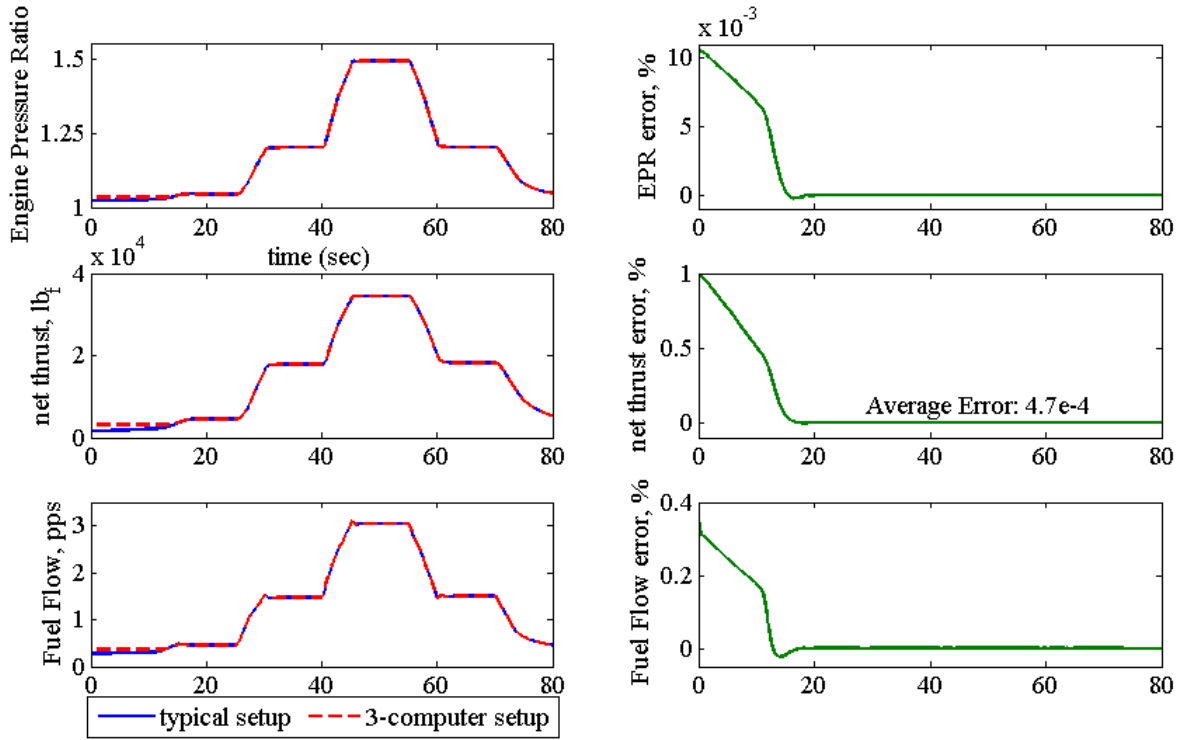 x 10-3
Engine Pressure Ratio
1.5
1.25
1
0 20 40 60 80
time (sec)
EPR error, %
10
5
0
0 20 40 60 80
x 104
net thrust, lbf
4
2
0
0 20 40 60 80
net thrust error, %
1
0.5
0
Average Error: 4.7e-4
0 20 40 60 80
Fuel Flow, pps
3
2
1
0
0 20 40 60 80
Fuel Flow error, %
0.4
0.2
0
0 20 40 60 80
typical setup 3-computer setup